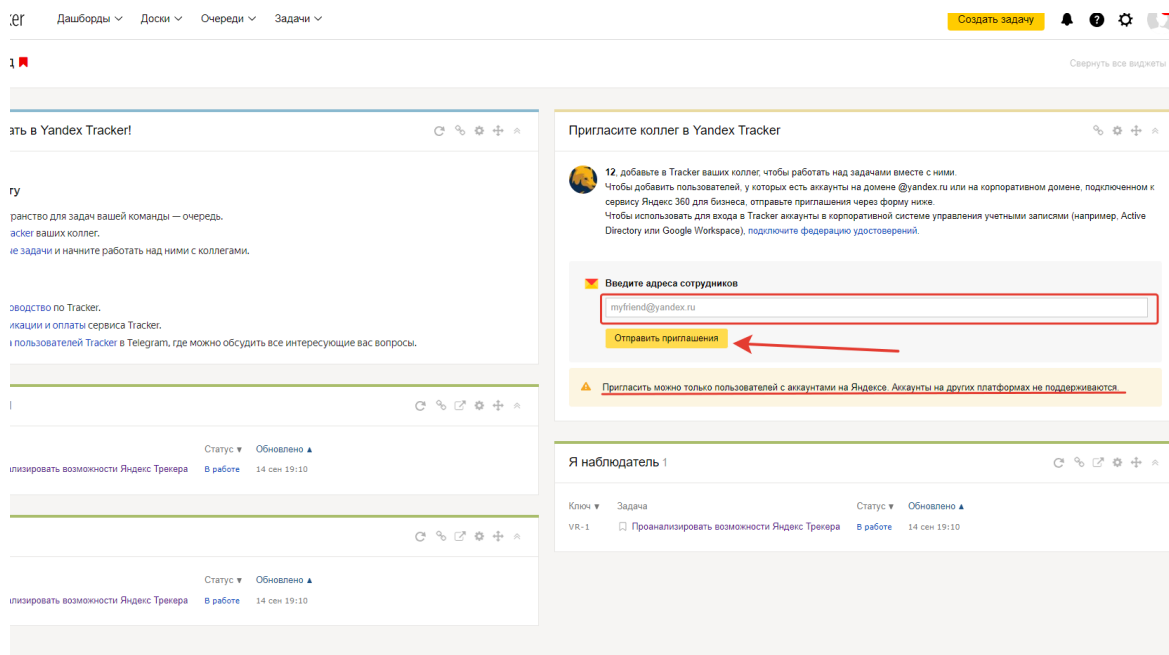 Дашборды Доски Очереди Задачи Создать задачу
Свернуть все виджеты
ать в Yandex Tracker!
ранство для задач вашей команды — очередь.
acker ваших коллег.
е задачи и начните работать над ними с коллегами.
оводство по Tracker.
икации и оплаты сервиса Tracker.
пользователей Tracker в Telegram, где можно обсудить все интересующие вас вопросы.
Статус ▼ Обновлено ▲
лизировать возможности Яндекс Трекера В работе 14 сен 19:10
Статус ▼ Обновлено ▲
лизировать возможности Яндекс Трекера В работе 14 сен 19:10
Пригласите коллег в Yandex Tracker
12, добавьте в Tracker ваших коллег, чтобы работать над задачами вместе с ними.
Чтобы добавить пользователей, у которых есть аккаунты на домене @yandex.ru или на корпоративном домене, подключенном к
сервису Яндекс 360 для бизнеса, отправьте приглашения через форму ниже.
Чтобы использовать для входа в Tracker аккаунты в корпоративной системе управления учетными записями (например, Active
Directory или Google Workspace), подключите федерацию удостоверений.
Введите адреса сотрудников
myfriend@yandex.ru
Отправить приглашения
Пригласить можно только пользователей с аккаунтами на Яндексе. Аккаунты на других платформах не поддерживаются.
Я наблюдатель 1
Ключ ▼ Задача Статус ▼ Обновлено ▲
VR-1 Проанализировать возможности Яндекс Трекера В работе 14 сен 19:10